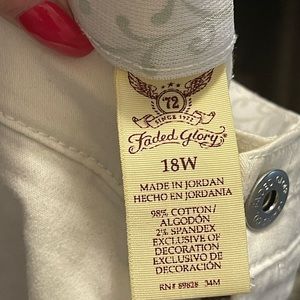 '72
SINCE 1972
Faded Glory
18W
MADE IN JORDAN
HECHO EN JORDANIA
98% COTTON/
ALGODÓN
2% SPANDEX
EXCLUSIVE OF
DECORATION
EXCLUSIVO DE
DECORACIÓN
RN# 89828 34M